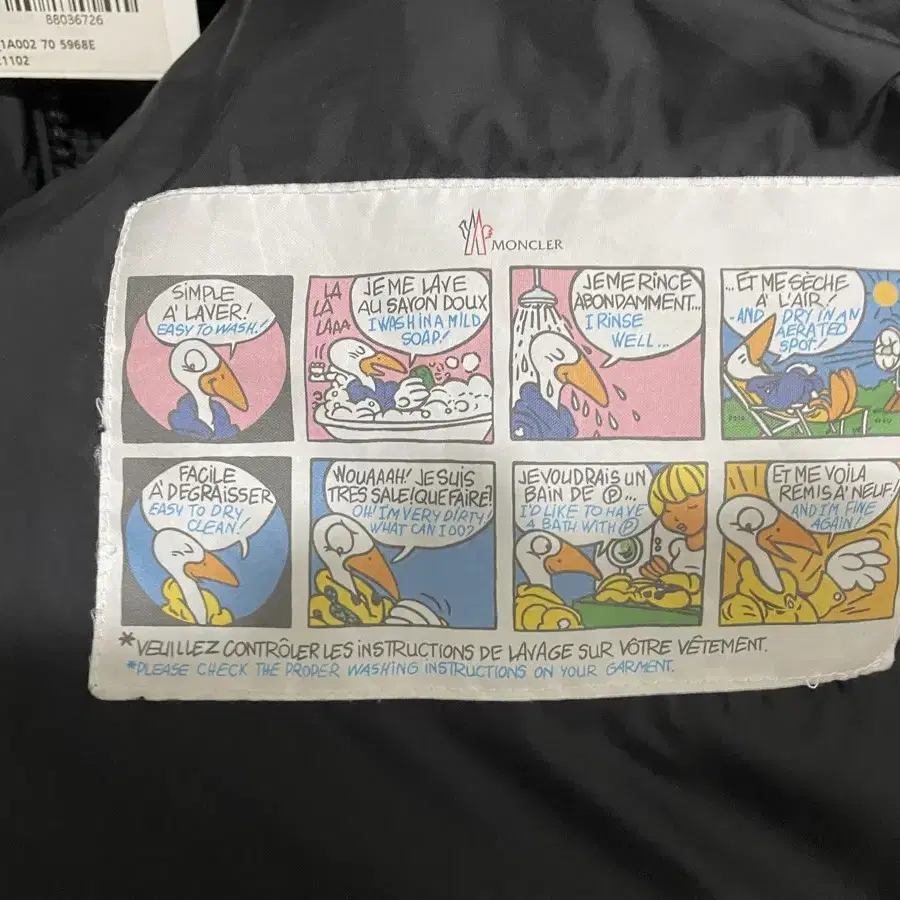 88036726
1A002 70 5968E
1102
MONCLER
SIMPLE
A' LAVER!
EASY TO WASH!
LA
LA
LAAA
JE ME LAVE
AU SAVON DOUX
I WASH IN A MILD
SOAP!
JE ME RINCE
ABONDAMMENT...
I RINSE
WELL...
...ET ME SÈCHE
A' L'AIR!
-AND DRY IN AN
AERATED
SPOT!
FACILE
A' DEGRAISSER
EASY TO DRY
CLEAN!
WOUAAAH! JE SUIS
TRES SALE! QUE FAIRE!
OH! I'M VERY DIRTY!
WHAT CAN I DO?
JE VOUDRAIS UN
BAIN DE Ⓟ...
I'D LIKE TO HAVE
A BATH WITH Ⓟ
ET ME VOILA
REMIS A' NEUF!
AND I'M FINE
AGAIN!
*VEUILLEZ CONTRÔLER LES INSTRUCTIONS DE LAVAGE SUR VÔTRE VÊTEMENT.
*PLEASE CHECK THE PROPER WASHING INSTRUCTIONS ON YOUR GARMENT.